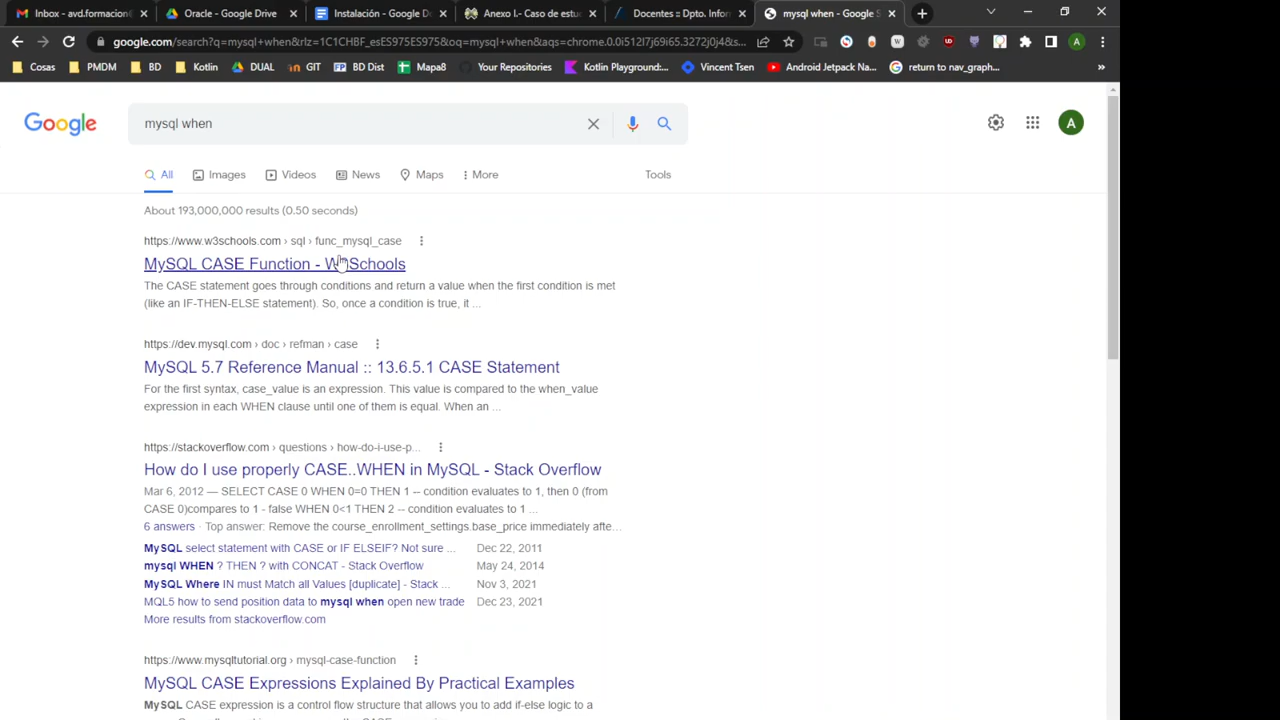 Inbox - avd.formacion
Oracle - Google Drive
Instalación - Google D
Anexo I.- Caso de estu
Docentes :: Dpto. Infor
mysql when - Google S
google.com/search?q=mysql+when&rlz=1C1CHBF_esES975ES975&oq=mysql+when&aqs=chrome.0.0i512l7j69i65.3272j0j4&s...
Cosas
PMDM
BD
Kotlin
DUAL
GIT
FP BD Dist
Mapa8
Your Repositories
Kotlin Playground:...
Vincent Tsen
Android Jetpack Na...
return to nav_graph...
»
Google
mysql when
A
All
Images
Videos
News
Maps
More
Tools
About 193,000,000 results (0.50 seconds)
https://www.w3schools.com › sql › func_mysql_case
MySQL CASE Function - W3Schools
The CASE statement goes through conditions and return a value when the first condition is met
(like an IF-THEN-ELSE statement). So, once a condition is true, it ...
https://dev.mysql.com › doc › refman › case
MySQL 5.7 Reference Manual :: 13.6.5.1 CASE Statement
For the first syntax, case_value is an expression. This value is compared to the when_value
expression in each WHEN clause until one of them is equal. When an ...
https://stackoverflow.com › questions › how-do-i-use-p...
How do I use properly CASE..WHEN in MySQL - Stack Overflow
Mar 6, 2012 — SELECT CASE 0 WHEN 0=0 THEN 1 -- condition evaluates to 1, then 0 (from
CASE 0)compares to 1 - false WHEN 0<1 THEN 2 -- condition evaluates to 1 ...
6 answers · Top answer: Remove the course_enrollment_settings.base_price immediately afte...
MySQL select statement with CASE or IF ELSEIF? Not sure ... Dec 22, 2011
mysql WHEN ? THEN ? with CONCAT - Stack Overflow May 24, 2014
MySQL Where IN must Match all Values [duplicate] - Stack ... Nov 3, 2021
MQL5 how to send position data to mysql when open new trade Dec 23, 2021
More results from stackoverflow.com
https://www.mysqltutorial.org › mysql-case-function
MySQL CASE Expressions Explained By Practical Examples
MySQL CASE expression is a control flow structure that allows you to add if-else logic to a